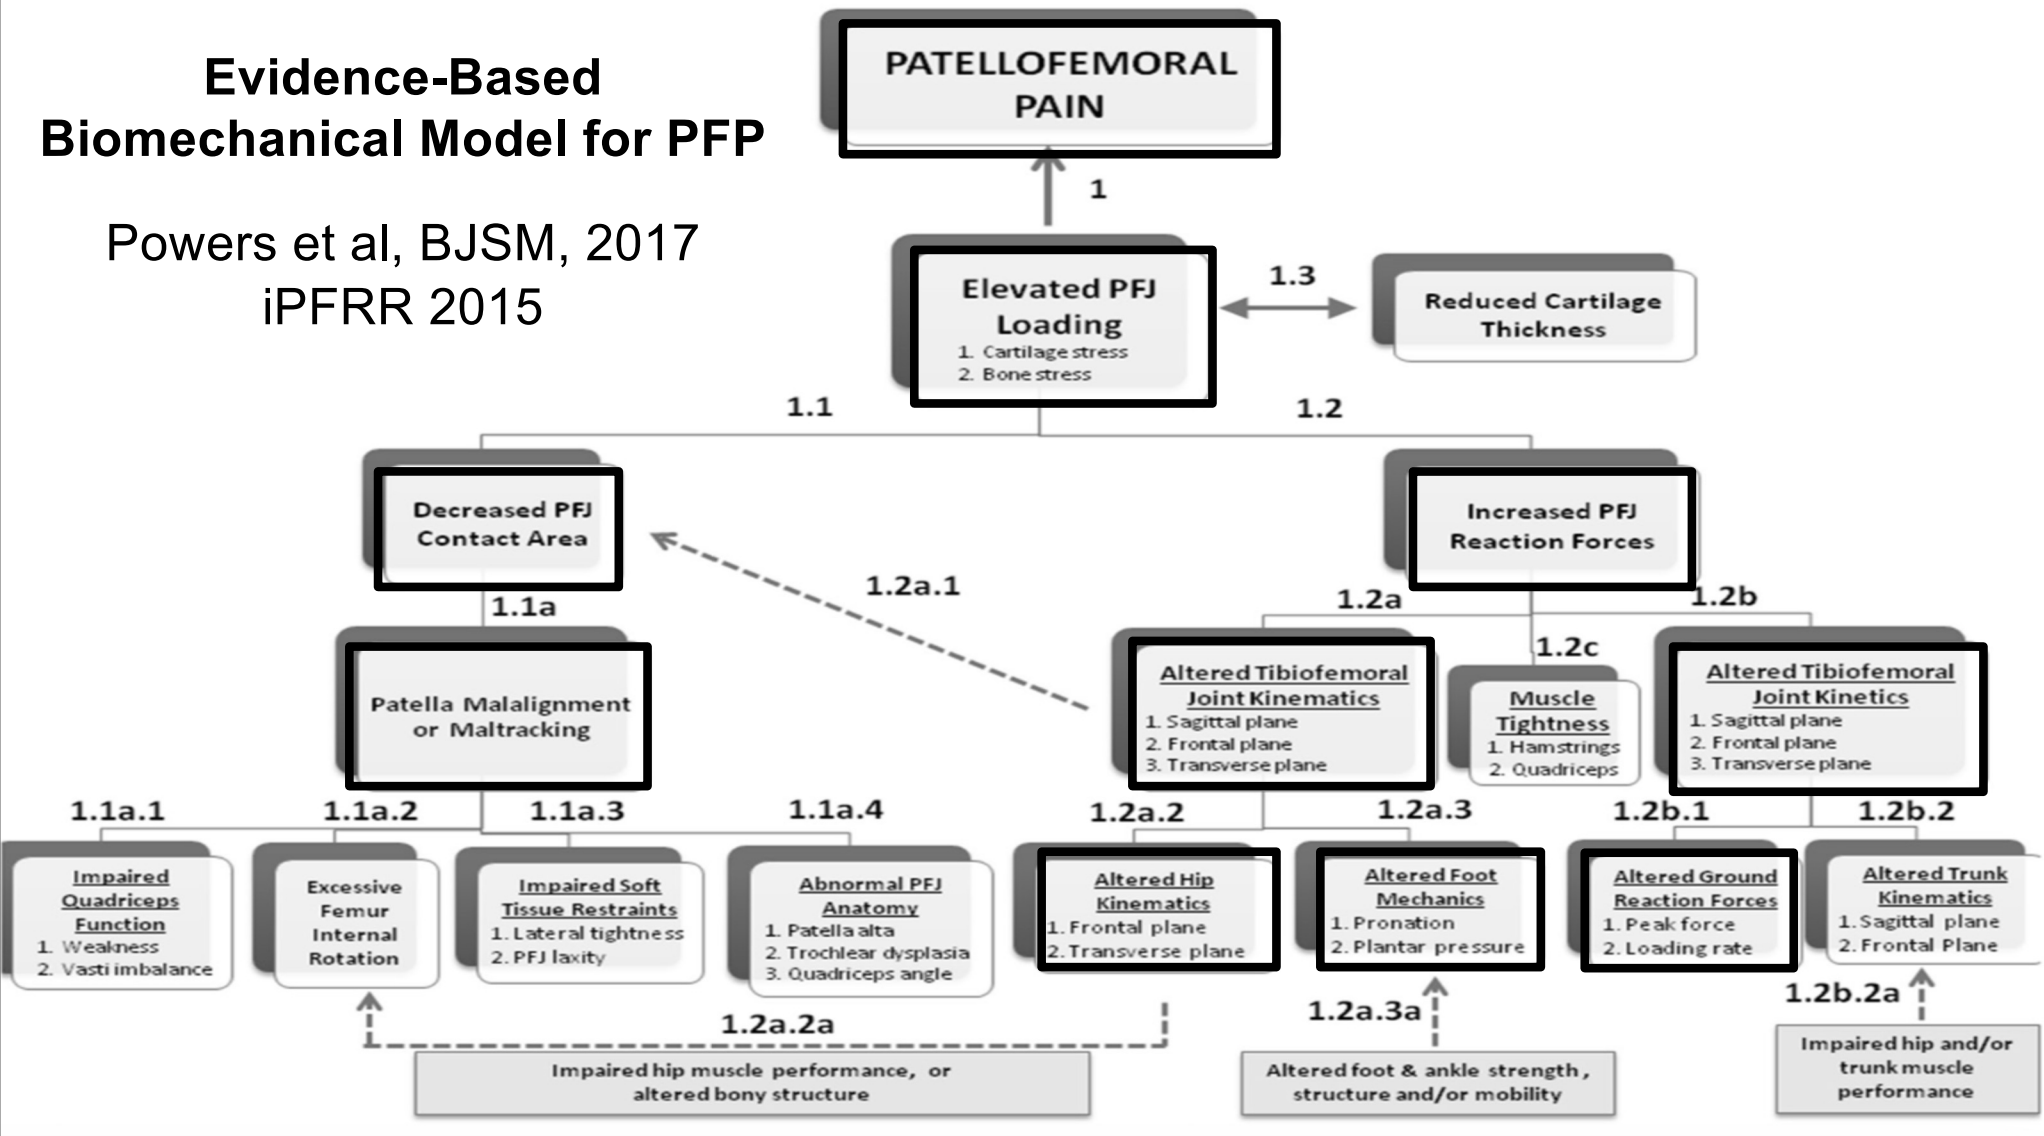 Evidence-Based
Biomechanical Model for PFP
Powers et al, BJSM, 2017
iPFRR 2015
PATELLOFEMORAL
PAIN
1
Elevated PFJ
Loading
1. Cartilage stress
2. Bone stress
1.3
Reduced Cartilage
Thickness
1.1
1.2
Decreased PFJ
Contact Area
Increased PFJ
Reaction Forces
1.2a.1
1.1a
1.2a
1.2b
1.2c
Patella Malalignment
or Maltracking
Altered Tibiofemoral
Joint Kinematics
1. Sagittal plane
2. Frontal plane
3. Transverse plane
Muscle
Tightness
1. Hamstrings
2. Quadriceps
Altered Tibiofemoral
Joint Kinetics
1. Sagittal plane
2. Frontal plane
3. Transverse plane
1.1a.1
1.1a.2
1.1a.3
1.1a.4
1.2a.2
1.2a.3
1.2b.1
1.2b.2
Impaired
Quadriceps
Function
1. Weakness
2. Vasti imbalance
Excessive
Femur
Internal
Rotation
Impaired Soft
Tissue Restraints
1. Lateral tightness
2. PFJ laxity
Abnormal PFJ
Anatomy
1. Patella alta
2. Trochlear dysplasia
3. Quadriceps angle
Altered Hip
Kinematics
1. Frontal plane
2. Transverse plane
Altered Foot
Mechanics
1. Pronation
2. Plantar pressure
Altered Ground
Reaction Forces
1. Peak force
2. Loading rate
Altered Trunk
Kinematics
1. Sagittal plane
2. Frontal Plane
1.2a.2a
1.2a.3a
1.2b.2a
Impaired hip muscle performance, or
altered bony structure
Altered foot & ankle strength,
structure and/or mobility
Impaired hip and/or
trunk muscle
performance